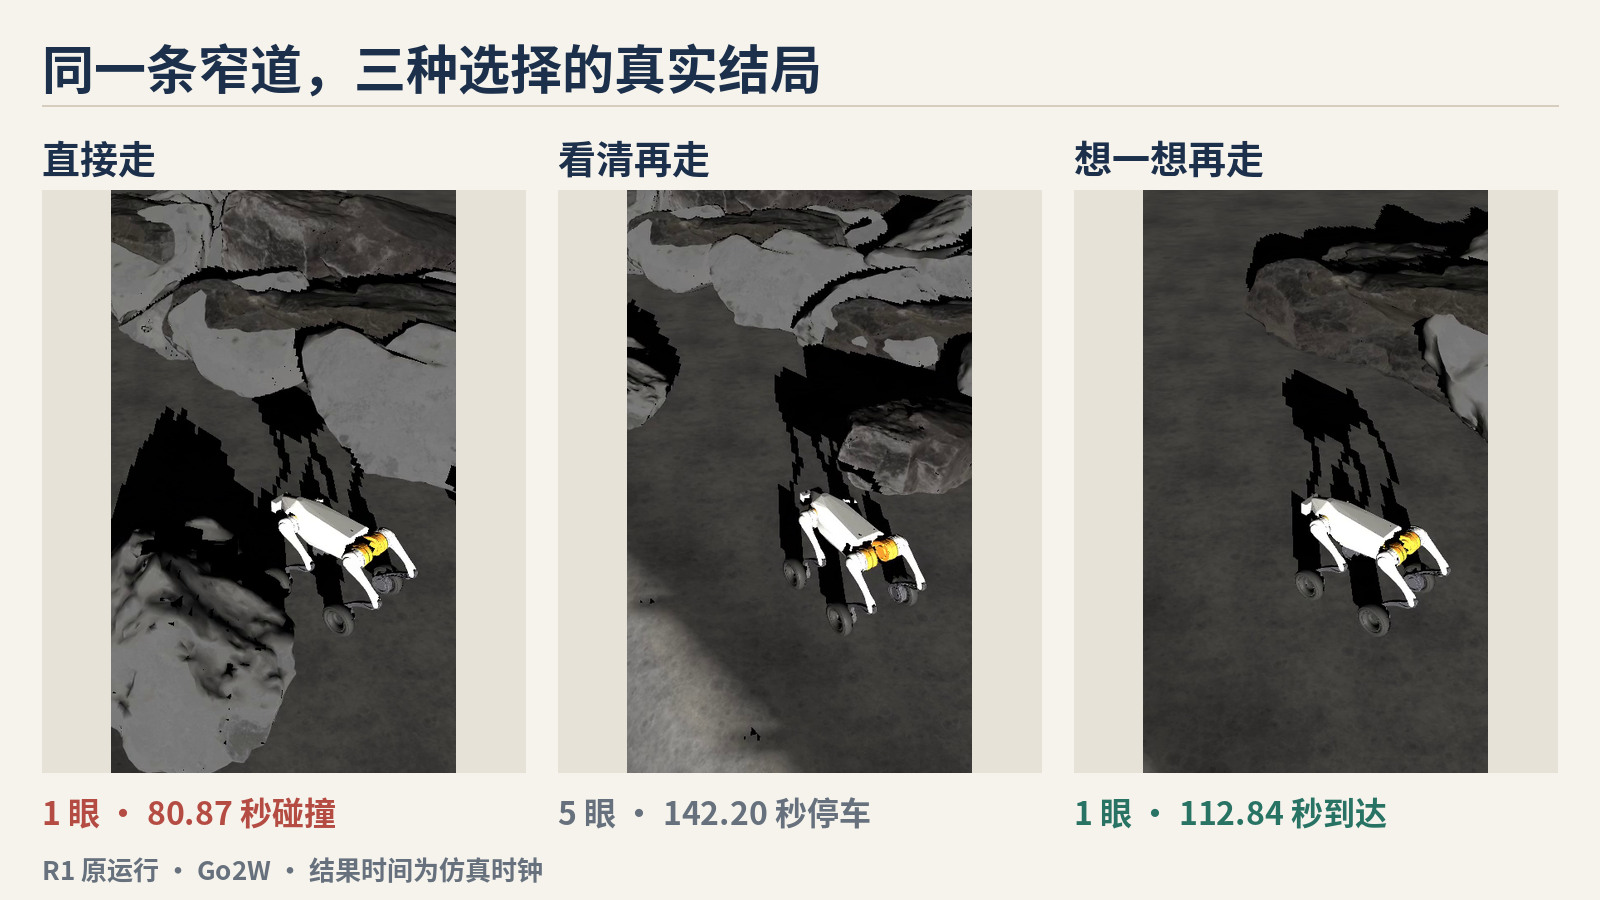 同一条窄道，三种选择的真实结局
直接走
看清再走
想一想再走
1 眼 · 80.87 秒碰撞
5 眼 · 142.20 秒停车
1 眼 · 112.84 秒到达
R1 原运行 · Go2W · 结果时间为仿真时钟